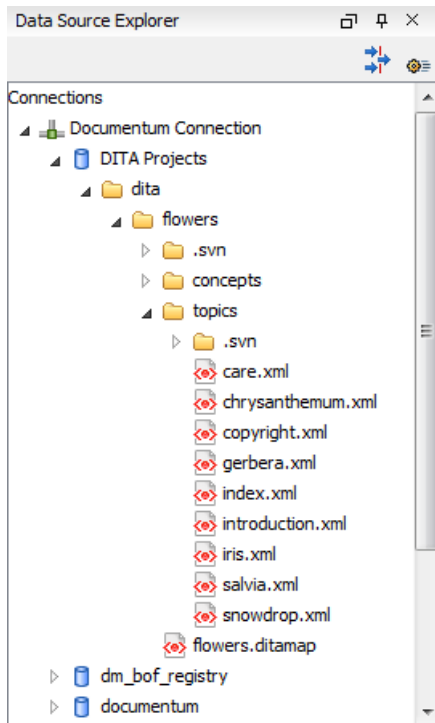 Data Source Explorer
Connections
Documentum Connection
DITA Projects
dita
flowers
.svn
concepts
topics
.svn
care.xml
chrysanthemum.xml
copyright.xml
gerbera.xml
index.xml
introduction.xml
iris.xml
salvia.xml
snowdrop.xml
flowers.ditamap
dm_bof_registry
documentum